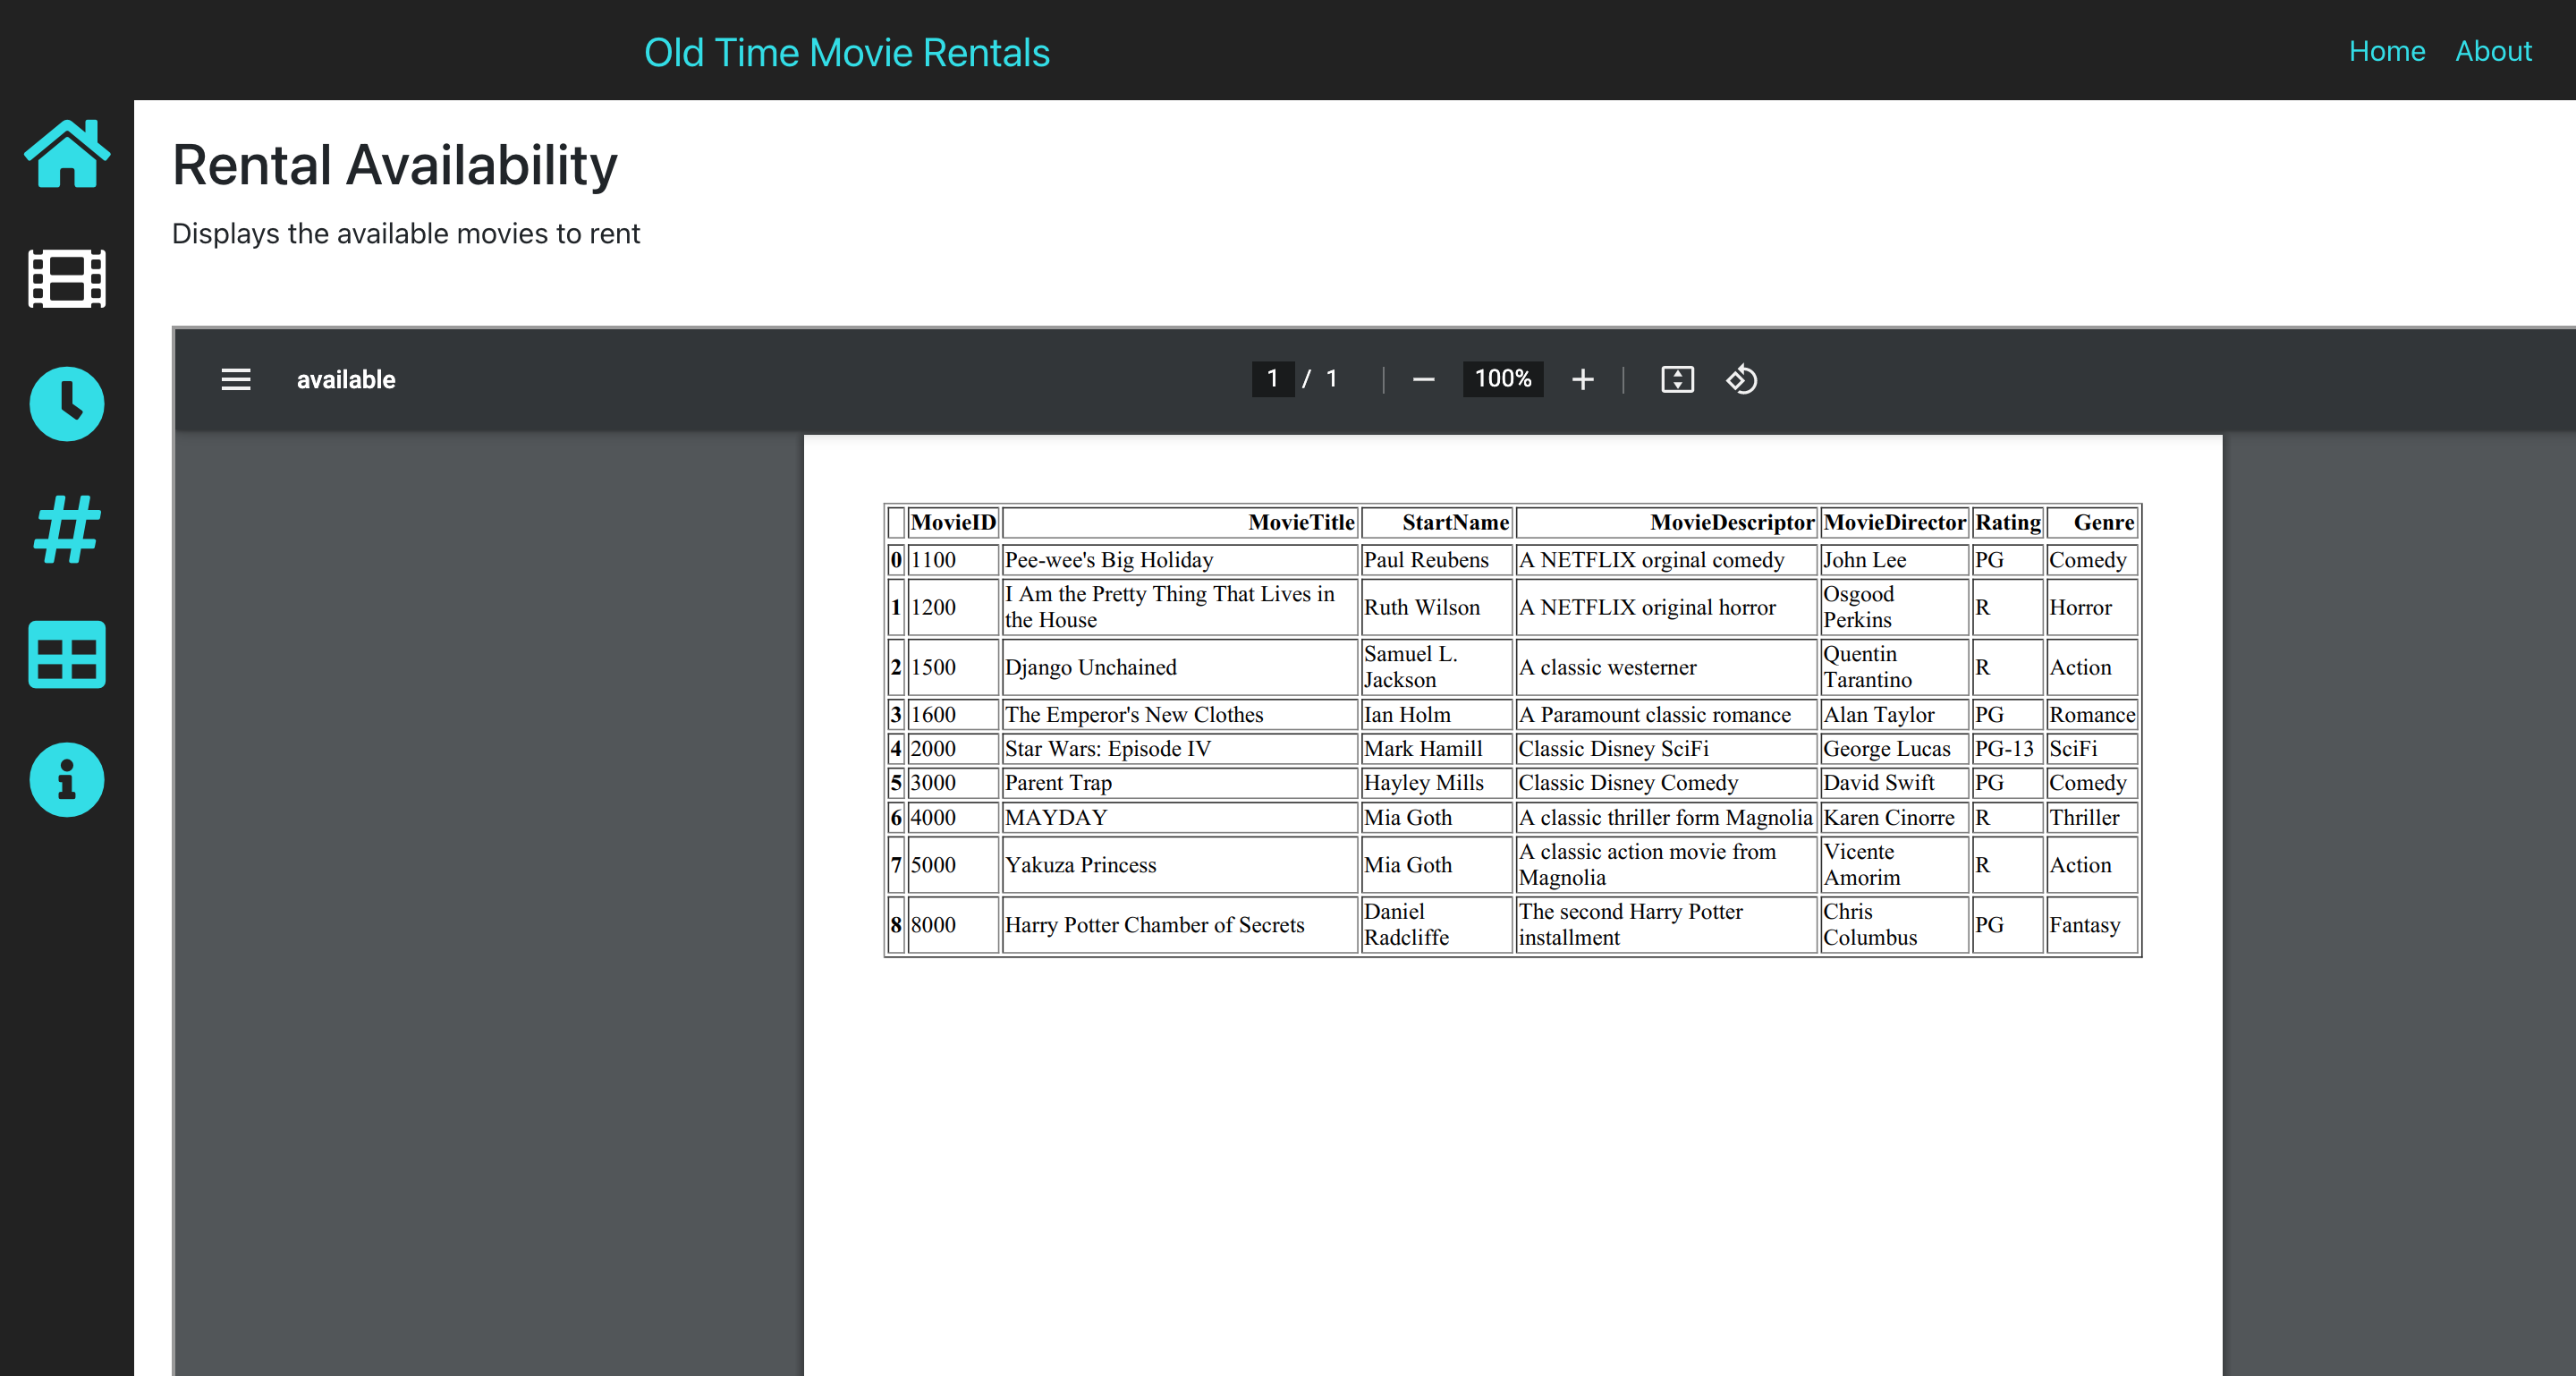 Old Time Movie Rentals Home About
Rental Availability
Displays the available movies to rent
available 1 / 1 100%
MovieID MovieTitle StartName MovieDescriptor MovieDirector Rating Genre
0 1100 Pee-wee's Big Holiday Paul Reubens A NETFLIX orginal comedy John Lee PG Comedy
1 1200 I Am the Pretty Thing That Lives in the House Ruth Wilson A NETFLIX original horror Osgood Perkins R Horror
2 1500 Django Unchained Samuel L. Jackson A classic westerner Quentin Tarantino R Action
3 1600 The Emperor's New Clothes Ian Holm A Paramount classic romance Alan Taylor PG Romance
4 2000 Star Wars: Episode IV Mark Hamill Classic Disney SciFi George Lucas PG-13 SciFi
5 3000 Parent Trap Hayley Mills Classic Disney Comedy David Swift PG Comedy
6 4000 MAYDAY Mia Goth A classic thriller form Magnolia Karen Cinorre R Thriller
7 5000 Yakuza Princess Mia Goth A classic action movie from Magnolia Vicente Amorim R Action
8 8000 Harry Potter Chamber of Secrets Daniel Radcliffe The second Harry Potter installment Chris Columbus PG Fantasy